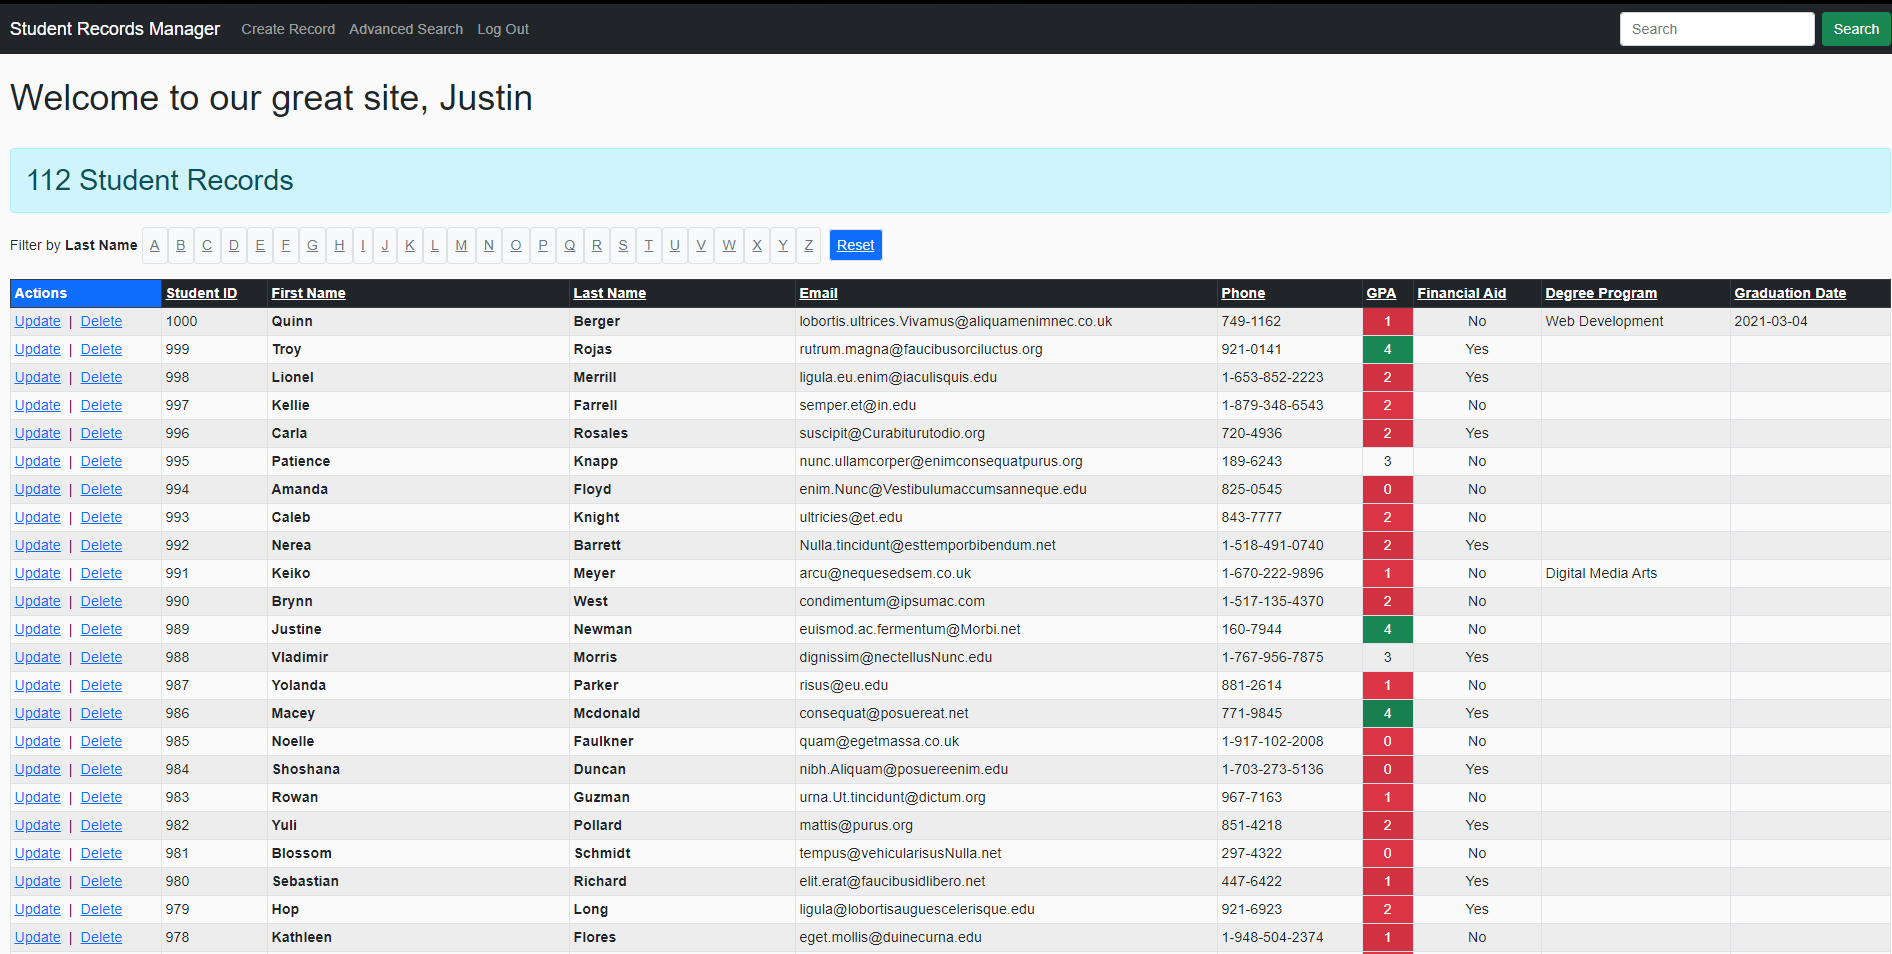 Student Records Manager Create Record Advanced Search Log Out Search Search
Welcome to our great site, Justin
112 Student Records
Filter by Last Name A B C D E F G H I J K L M N O P Q R S T U V W X Y Z Reset
Actions Student ID First Name Last Name Email Phone GPA Financial Aid Degree Program Graduation Date
Update | Delete 1000 Quinn Berger lobortis.ultrices.Vivamus@aliquamenimnec.co.uk 749-1162 1 No Web Development 2021-03-04
Update | Delete 999 Troy Rojas rutrum.magna@faucibusorciluctus.org 921-0141 4 Yes
Update | Delete 998 Lionel Merrill ligula.eu.enim@iaculisquis.edu 1-653-852-2223 2 Yes
Update | Delete 997 Kellie Farrell semper.et@in.edu 1-879-348-6543 2 No
Update | Delete 996 Carla Rosales suscipit@Curabiturutodio.org 720-4936 2 Yes
Update | Delete 995 Patience Knapp nunc.ullamcorper@enimconsequatpurus.org 189-6243 3 No
Update | Delete 994 Amanda Floyd enim.Nunc@Vestibulumaccumsanneque.edu 825-0545 0 No
Update | Delete 993 Caleb Knight ultricies@et.edu 843-7777 2 No
Update | Delete 992 Nerea Barrett Nulla.tincidunt@esttemporbibendum.net 1-518-491-0740 2 Yes
Update | Delete 991 Keiko Meyer arcu@nequesedsem.co.uk 1-670-222-9896 1 No Digital Media Arts
Update | Delete 990 Brynn West condimentum@ipsumac.com 1-517-135-4370 2 No
Update | Delete 989 Justine Newman euismod.ac.fermentum@Morbi.net 160-7944 4 No
Update | Delete 988 Vladimir Morris dignissim@nectellusNunc.edu 1-767-956-7875 3 Yes
Update | Delete 987 Yolanda Parker risus@eu.edu 881-2614 1 No
Update | Delete 986 Macey Mcdonald consequat@posuereat.net 771-9845 4 Yes
Update | Delete 985 Noelle Faulkner quam@egetmassa.co.uk 1-917-102-2008 0 No
Update | Delete 984 Shoshana Duncan nibh.Aliquam@posuereenim.edu 1-703-273-5136 0 Yes
Update | Delete 983 Rowan Guzman urna.Ut.tincidunt@dictum.org 967-7163 1 No
Update | Delete 982 Yuli Pollard mattis@purus.org 851-4218 2 Yes
Update | Delete 981 Blossom Schmidt tempus@vehicularisusNulla.net 297-4322 0 No
Update | Delete 980 Sebastian Richard elit.erat@faucibusidlibero.net 447-6422 1 Yes
Update | Delete 979 Hop Long ligula@lobortisauguescelerisque.edu 921-6923 2 Yes
Update | Delete 978 Kathleen Flores eget.mollis@duinecurna.edu 1-948-504-2374 1 No